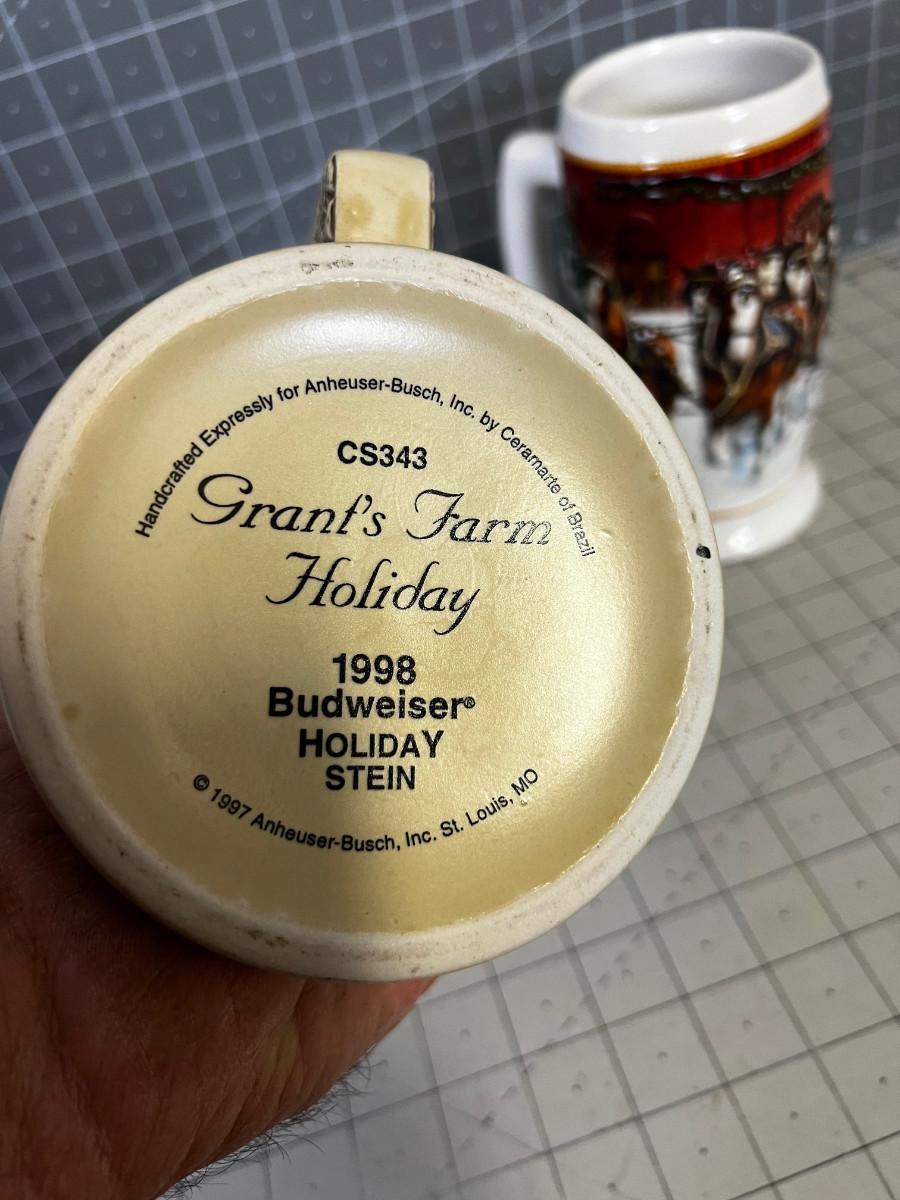 Handcrafted Expressly for Anheuser-Busch, Inc. by Ceramarte of Brazil
CS343
Grant's Farm
Holiday
1998
Budweiser®
HOLIDAY
STEIN
© 1997 Anheuser-Busch, Inc. St. Louis, MO